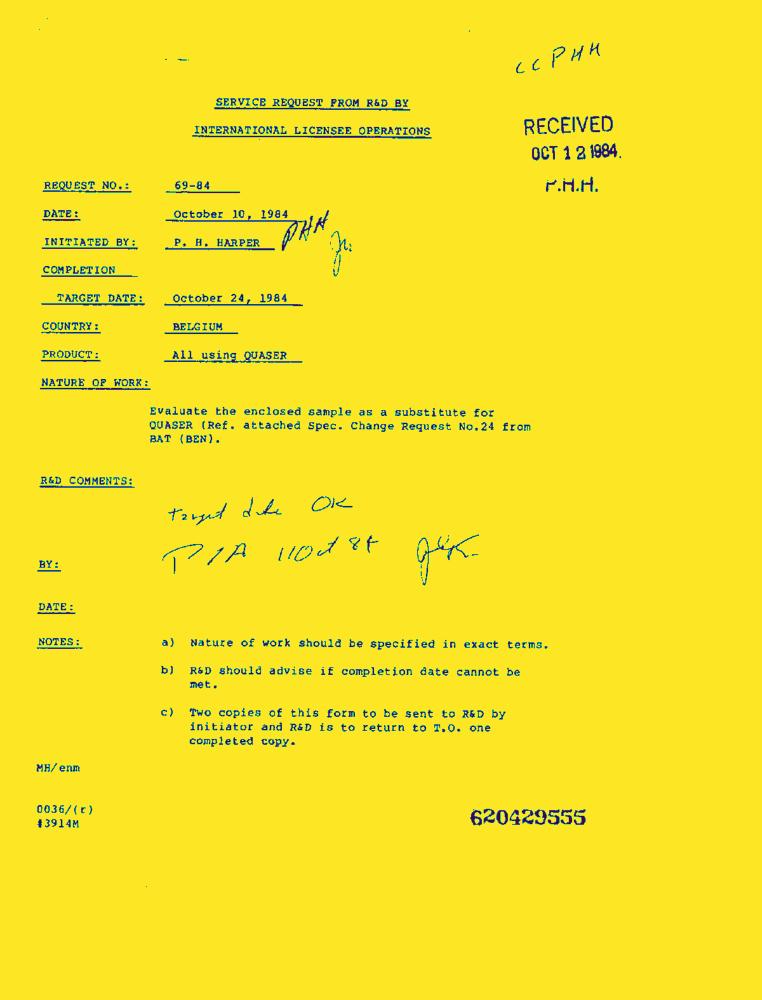 CC PHH
SERVICE REQUEST FROM R&D BY
INTERNATIONAL LICENSEE OPERATIONS
RECEIVED
OCT 12 1984.
P.H.H.
REQUEST NO.: 69-84
DATE: October 10, 1984
INITIATED BY: P. H. HARPER PHH
COMPLETION
TARGET DATE: October 24, 1984
COUNTRY: BELGIUM
PRODUCT: All using QUASER
NATURE OF WORK:
Evaluate the enclosed sample as a substitute for
QUASER (Ref. attached Spec. Change Request No.24 from
BAT (BEN).
R&D COMMENTS:
Target date OK
BY:
DATE:
NOTES: a) Nature of work should be specified in exact terms.
b) R&D should advise if completion date cannot be
met.
c) Two copies of this form to be sent to R&D by
initiator and R&D is to return to T.O. one
completed copy.
MH/enm
0036/(r)
#3914M
620429555